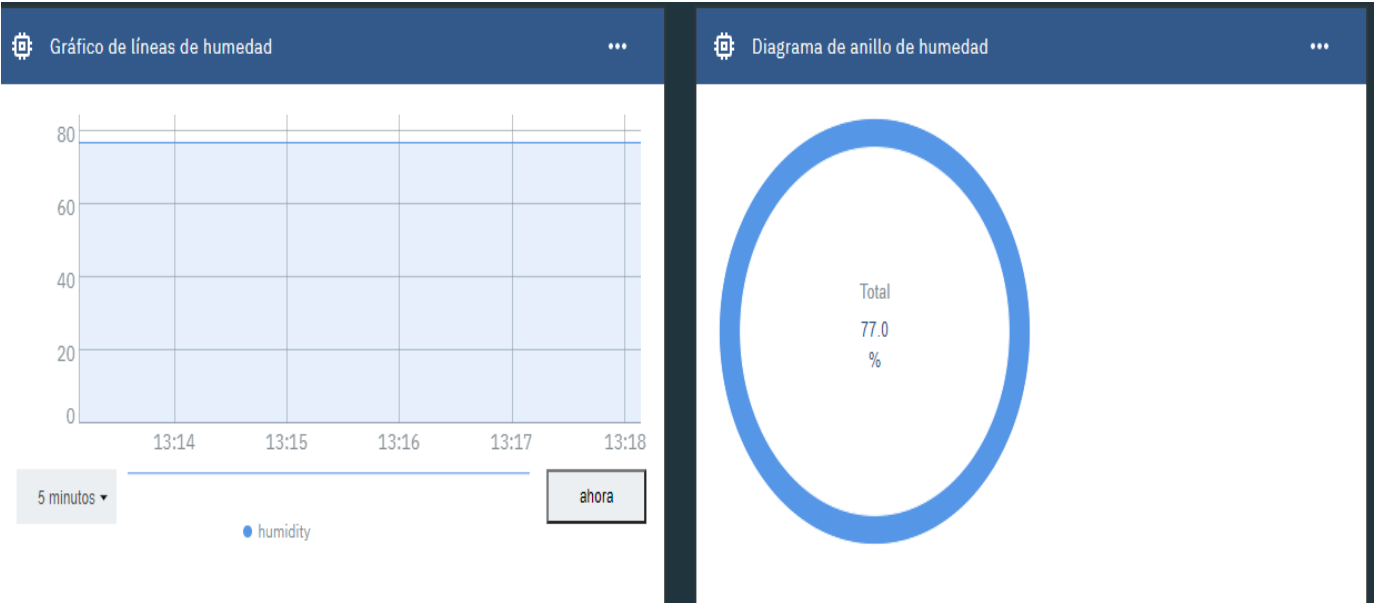 Gráfico de líneas de humedad
80
60
40
20
0
13:14 13:15 13:16 13:17 13:18
5 minutos
ahora
humidity
Diagrama de anillo de humedad
Total
77.0
%